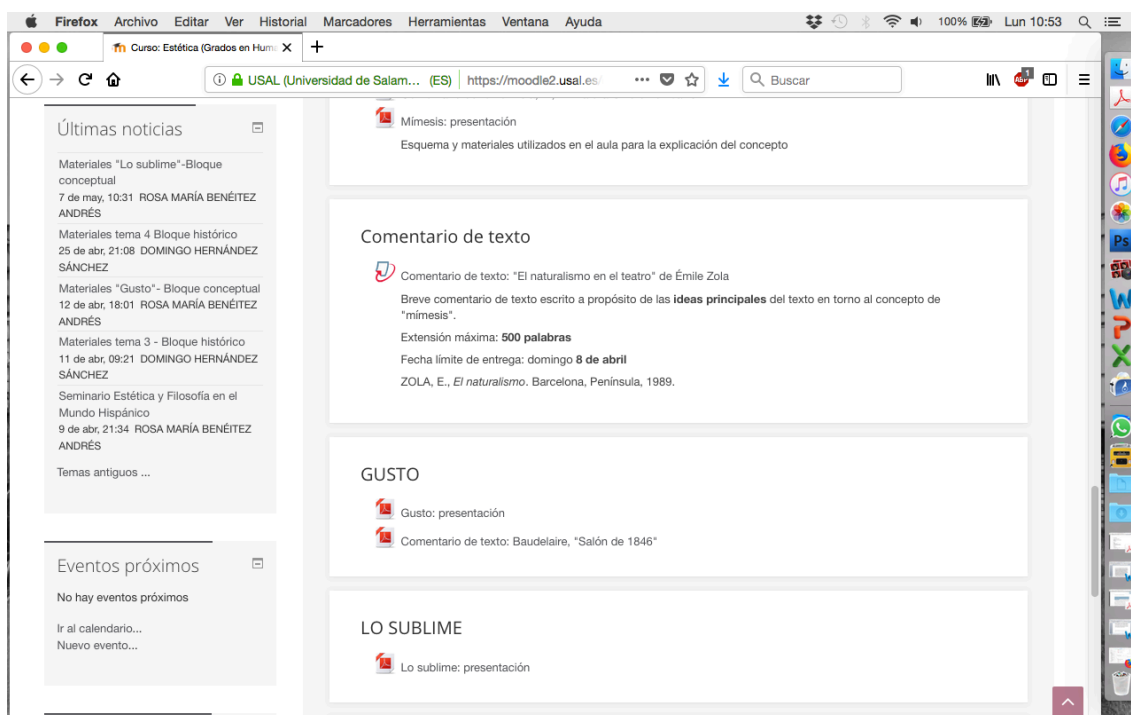 Firefox Archivo Editar Ver Historial Marcadores Herramientas Ventana Ayuda
100% Lun 10:53
Curso: Estética (Grados en Hum
USAL (Universidad de Salam... (ES) https://moodle2.usal.es/
Buscar
ABP 1
Últimas noticias
Materiales "Lo sublime"-Bloque
conceptual
7 de may, 10:31 ROSA MARÍA BENÉITEZ
ANDRÉS
Materiales tema 4 Bloque histórico
25 de abr, 21:08 DOMINGO HERNÁNDEZ
SÁNCHEZ
Materiales "Gusto"- Bloque conceptual
12 de abr, 18:01 ROSA MARÍA BENÉITEZ
ANDRÉS
Materiales tema 3 - Bloque histórico
11 de abr, 09:21 DOMINGO HERNÁNDEZ
SÁNCHEZ
Seminario Estética y Filosofía en el
Mundo Hispánico
9 de abr, 21:34 ROSA MARÍA BENÉITEZ
ANDRÉS
Temas antiguos ...
Eventos próximos
No hay eventos próximos
Ir al calendario...
Nuevo evento...
Mímesis: presentación
Esquema y materiales utilizados en el aula para la explicación del concepto
Comentario de texto
Comentario de texto: "El naturalismo en el teatro" de Émile Zola
Breve comentario de texto escrito a propósito de las ideas principales del texto en torno al concepto de
"mímesis".
Extensión máxima: 500 palabras
Fecha límite de entrega: domingo 8 de abril
ZOLA, E., El naturalismo. Barcelona, Península, 1989.
GUSTO
Gusto: presentación
Comentario de texto: Baudelaire, "Salón de 1846"
LO SUBLIME
Lo sublime: presentación
Ps